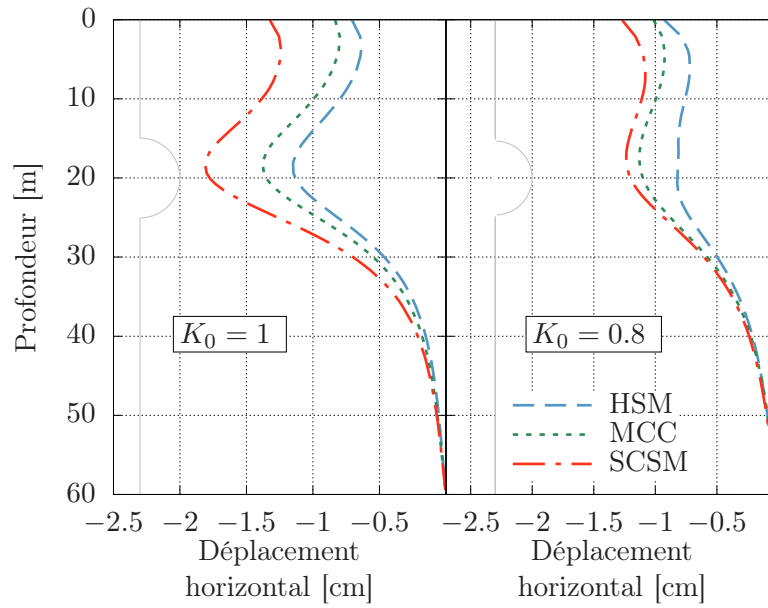 0
10
20
30
40
50
60
Profondeur [m]
−2.5 −2 −1.5 −1 −0.5
−2.5 −2 −1.5 −1 −0.5
K₀ = 1
K₀ = 0.8
HSM
MCC
SCSM
Déplacement
horizontal [cm]
Déplacement
horizontal [cm]